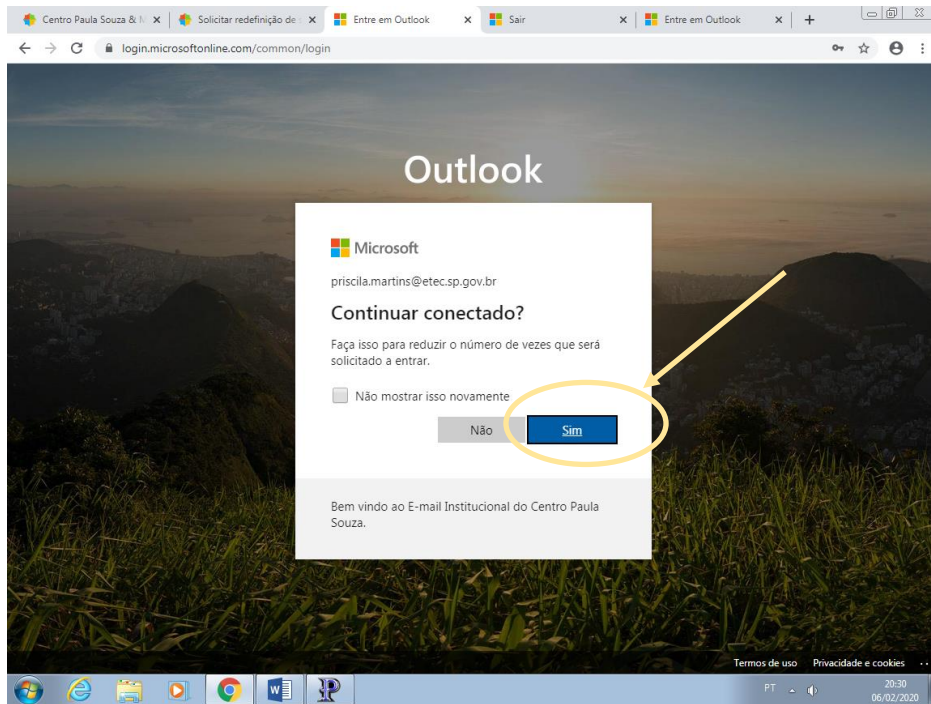 Centro Paula Souza &
Solicitar redefinição de
Entre em Outlook
Sair
Entre em Outlook
login.microsoftonline.com/common/login
Outlook
Microsoft
priscila.martins@etec.sp.gov.br
Continuar conectado?
Faça isso para reduzir o número de vezes que será
solicitado a entrar.
Não mostrar isso novamente
Não
Sim
Bem vindo ao E-mail Institucional do Centro Paula
Souza.
Termos de uso
Privacidade e cookies
PT
20:30
06/02/2020